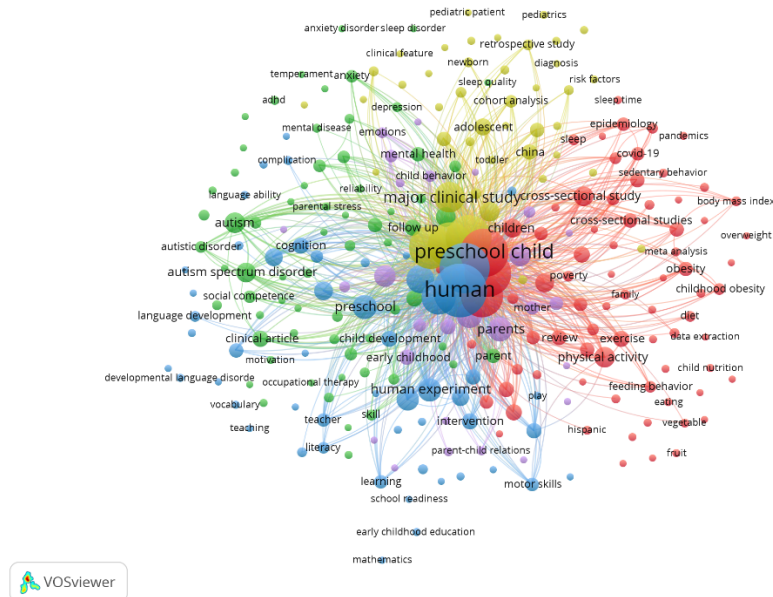 pediatric patient
pediatrics
anxiety disorder
sleep disorder
retrospective study
clinical feature
newborn
diagnosis
temperament
anxiety
sleep quality
risk factors
adhd
depression
cohort analysis
sleep time
mental disease
emotions
adolescent
epidemiology
pandemics
complication
mental health
toddler
china
sleep
covid-19
child behavior
sedentary behavior
language ability
reliability
major clinical study
cross-sectional study
body mass index
parental stress
autism
follow up
children
cross-sectional studies
overweight
autistic disorder
cognition
preschool child
meta analysis
autism spectrum disorder
poverty
obesity
social competence
human
family
childhood obesity
language development
preschool
mother
diet
clinical article
child development
parents
review
exercise
data extraction
motivation
early childhood
parent
physical activity
child nutrition
developmental language disorde
occupational therapy
human experiment
feeding behavior
vocabulary
skill
play
eating
teaching
teacher
intervention
hispanic
vegetable
literacy
parent-child relations
fruit
learning
motor skills
school readiness
early childhood education
mathematics
VOSviewer